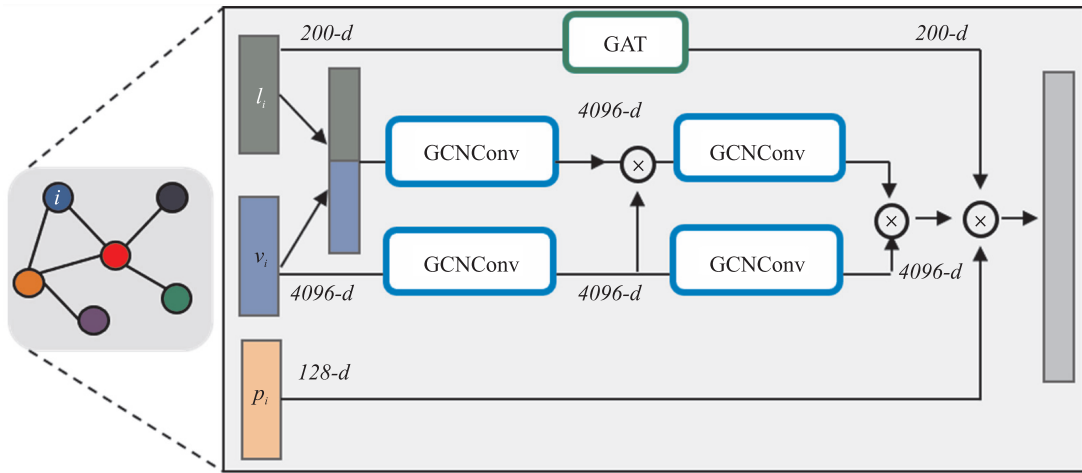 200-d
GAT
200-d
l_i
4096-d
GCNConv
×
GCNConv
i
×
×
v_i
GCNConv
GCNConv
4096-d
4096-d
4096-d
128-d
p_i